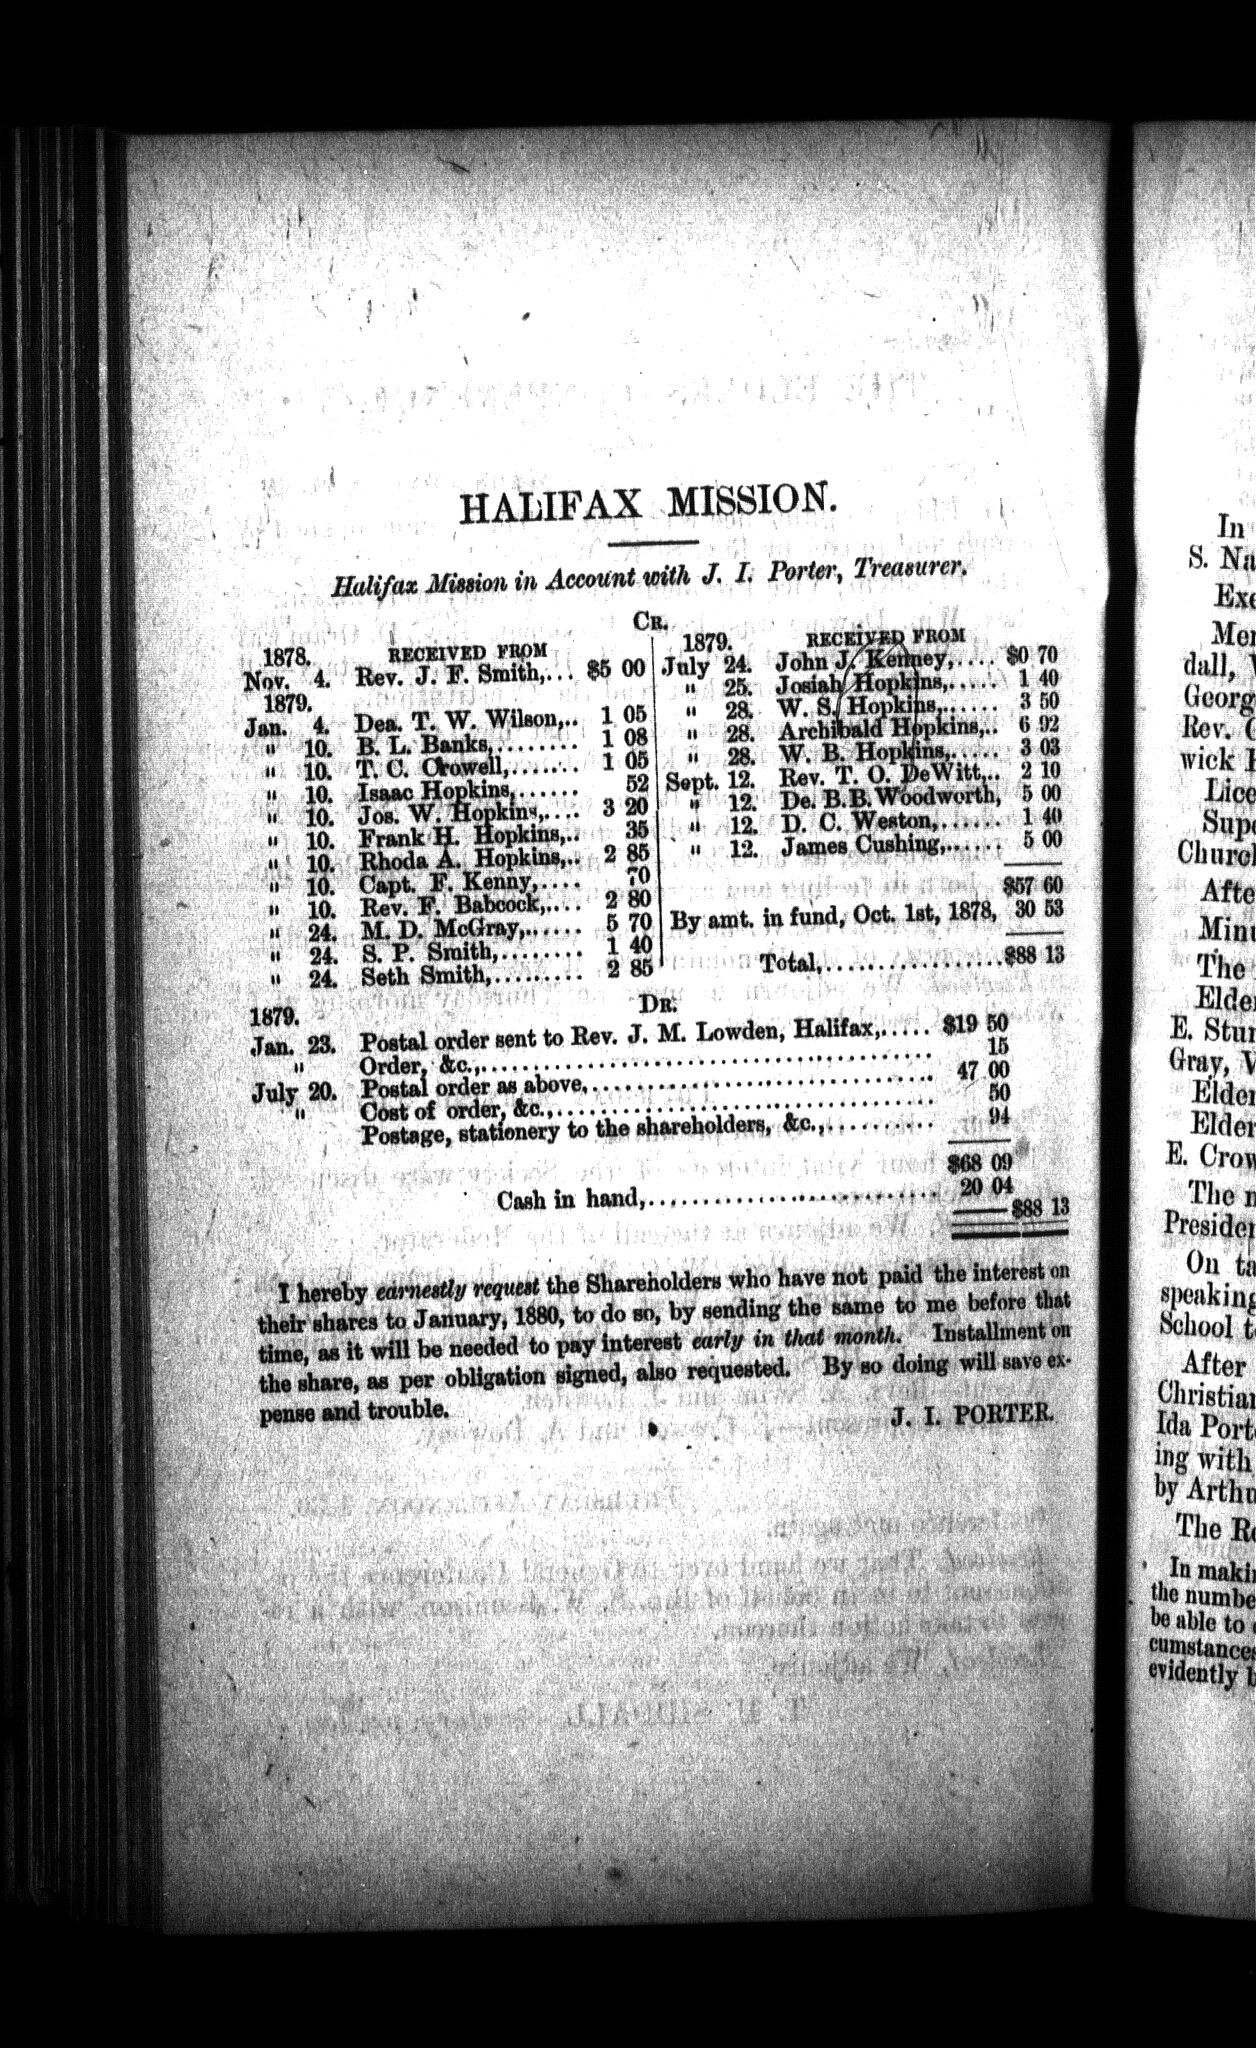 HALIFAX MISSION.
Halifax Mission in Account with J. I. Porter, Treasurer.
CR.
1878. RECEIVED FROM
Nov. 4. Rev. J. F. Smith,... $5 00
1879.
Jan. 4. Dea. T. W. Wilson,.. 1 05
" 10. B. L. Banks,......... 1 08
" 10. T. C. Crowell,....... 1 05
" 10. Isaac Hopkins,....... 52
" 10. Jos. W. Hopkins,.... 3 20
" 10. Frank H. Hopkins,.. 35
" 10. Rhoda A. Hopkins,.. 2 85
" 10. Capt. F. Kenny,.... 70
" 10. Rev. F. Babcock,.... 2 80
" 24. M. D. McGray,...... 5 70
" 24. S. P. Smith,......... 1 40
" 24. Seth Smith,.......... 2 85
1879. RECEIVED FROM
July 24. John J. Kenney,.... $0 70
" 25. Josiah Hopkins,..... 1 40
" 28. W. S. Hopkins,...... 3 50
" 28. Archibald Hopkins,.. 6 92
" 28. W. B. Hopkins,..... 3 03
Sept. 12. Rev. T. O. DeWitt,.. 2 10
" 12. De. B. B. Woodworth, 5 00
" 12. D. C. Weston,...... 1 40
" 12. James Cushing,...... 5 00
$57 60
By amt. in fund, Oct. 1st, 1878, 30 53
Total,..................$88 13
DR.
1879.
Jan. 23. Postal order sent to Rev. J. M. Lowden, Halifax,..... $19 50
" Order, &c.,........................................ 15
July 20. Postal order as above,............................... 47 00
" Cost of order, &c.,.................................. 50
Postage, stationery to the shareholders, &c.,.......... 94
$68 09
Cash in hand,........................... 20 04
$88 13
I hereby earnestly request the Shareholders who have not paid the interest on
their shares to January, 1880, to do so, by sending the same to me before that
time, as it will be needed to pay interest early in that month. Installment on
the share, as per obligation signed, also requested. By so doing will save ex-
pense and trouble.
J. I. PORTER.
In
S. Na
Exe
Mer
dall, V
Georg
Rev. C
wick
Lice
Supe
Church
Afte
Minu
The
Elde
E. Stur
Gray, V
Elder
Elder
E. Crow
The n
Presiden
On ta
speaking
School t
After
Christian
Ida Port
ing with
by Arthu
The Re
In makin
the numbe
be able to
cumstances
evidently b